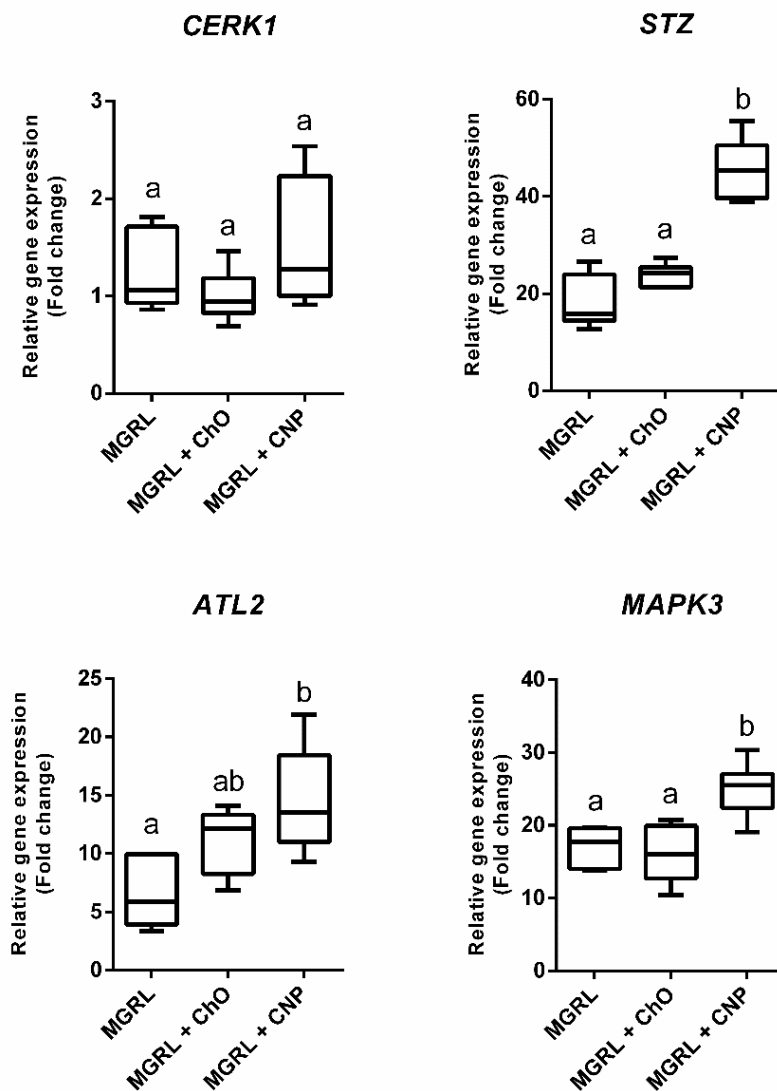 CERK1
Relative gene expression
(Fold change)
3
2
1
0
a
a
a
MGRL
MGRL + ChO
MGRL + CNP
STZ
Relative gene expression
(Fold change)
60
40
20
0
a
a
b
MGRL
MGRL + ChO
MGRL + CNP
ATL2
Relative gene expression
(Fold change)
25
20
15
10
5
0
a
ab
b
MGRL
MGRL + ChO
MGRL + CNP
MAPK3
Relative gene expression
(Fold change)
40
30
20
10
0
a
a
b
MGRL
MGRL + ChO
MGRL + CNP